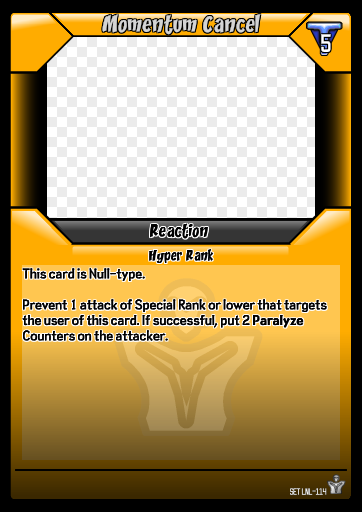 Momentum Cancel
5
Reaction
Hyper Rank
This card is Null-type.
Prevent 1 attack of Special Rank or lower that targets
the user of this card. If successful, put 2 Paralyze
Counters on the attacker.
SET LNL-114